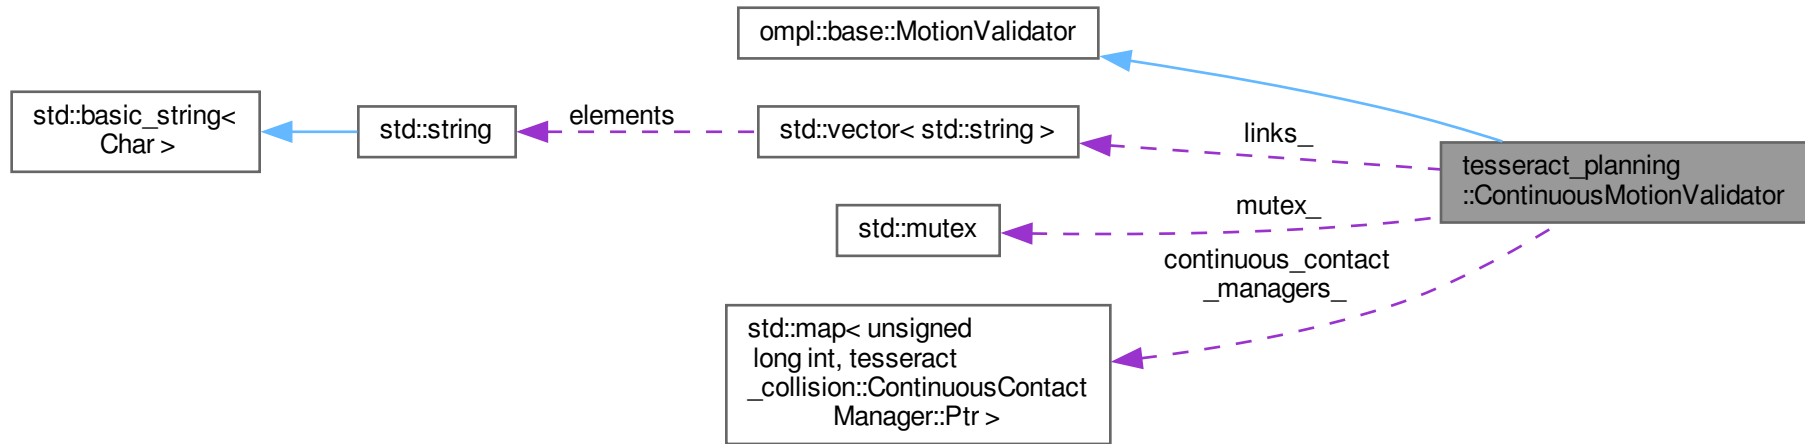 ompl::base::MotionValidator
std::basic_string<
Char >
std::string
elements
std::vector< std::string >
links_
tesseract_planning
::ContinuousMotionValidator
std::mutex
mutex_
continuous_contact
_managers_
std::map< unsigned
long int, tesseract
_collision::ContinuousContact
Manager::Ptr >